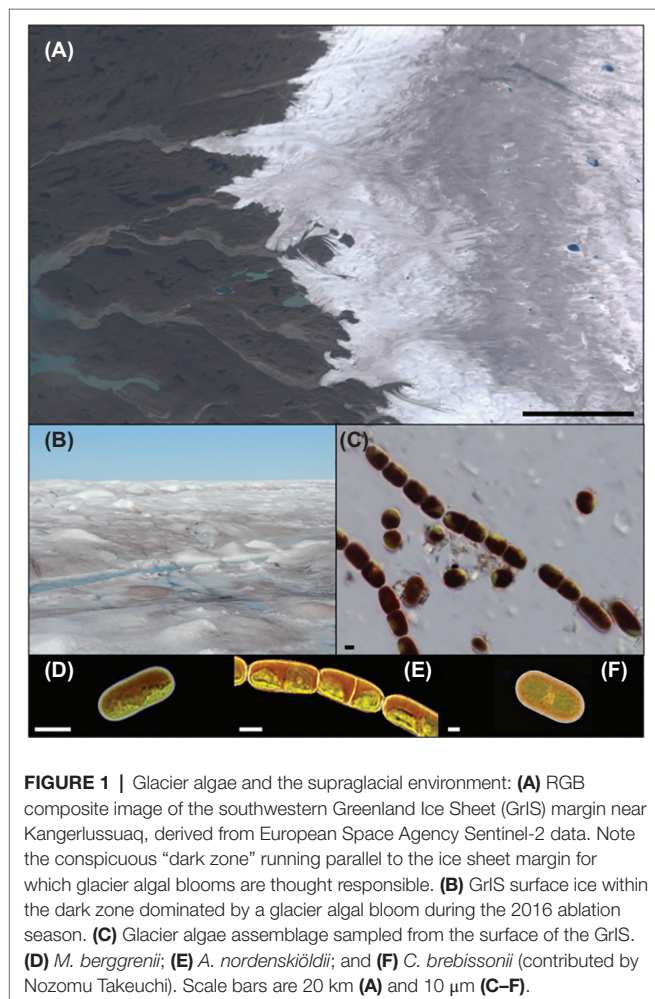 (A)
(B)
(C)
(D)
(E)
(F)
FIGURE 1 | Glacier algae and the supraglacial environment: (A) RGB
composite image of the southwestern Greenland Ice Sheet (GrIS) margin near
Kangerlussuaq, derived from European Space Agency Sentinel-2 data. Note
the conspicuous “dark zone” running parallel to the ice sheet margin for
which glacier algal blooms are thought responsible. (B) GrIS surface ice within
the dark zone dominated by a glacier algal bloom during the 2016 ablation
season. (C) Glacier algae assemblage sampled from the surface of the GrIS.
(D) M. berggrenii; (E) A. nordenskiöldii; and (F) C. brebissonii (contributed by
Nozomu Takeuchi). Scale bars are 20 km (A) and 10 μm (C–F).